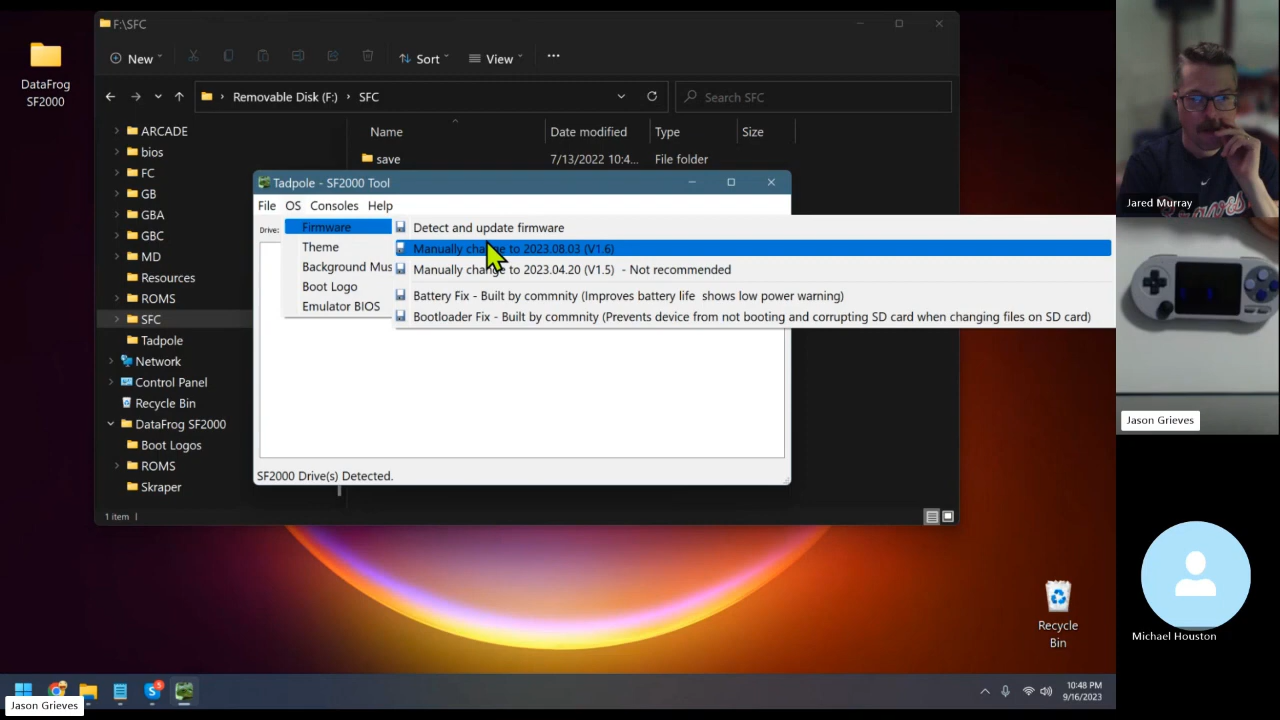 DataFrog
SF2000
F:\SFC
New
Sort
View
Removable Disk (F:) > SFC
Search SFC
ARCADE
bios
FC
GB
GBA
GBC
MD
Resources
ROMS
SFC
Tadpole
Network
Control Panel
Recycle Bin
DataFrog SF2000
Boot Logos
ROMS
Skraper
Name
Date modified
Type
Size
save
7/13/2022 10:4...
File folder
Tadpole - SF2000 Tool
File
OS
Consoles
Help
Drive:
Firmware
Theme
Background Mus
Boot Logo
Emulator BIOS
Detect and update firmware
Manually change to 2023.08.03 (V1.6)
Manually change to 2023.04.20 (V1.5) - Not recommended
Battery Fix - Built by commnity (Improves battery life shows low power warning)
Bootloader Fix - Built by commnity (Prevents device from not booting and corrupting SD card when changing files on SD card)
SF2000 Drive(s) Detected.
1 item
Recycle
Bin
5
10:48 PM
9/16/2023
Jason Grieves
Jared Murray
Jason Grieves
Michael Houston